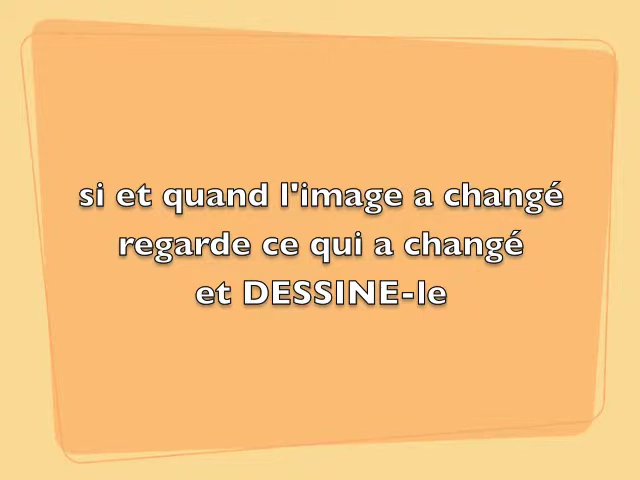 si et quand l'image a changé
regarde ce qui a changé
et DESSINE-le